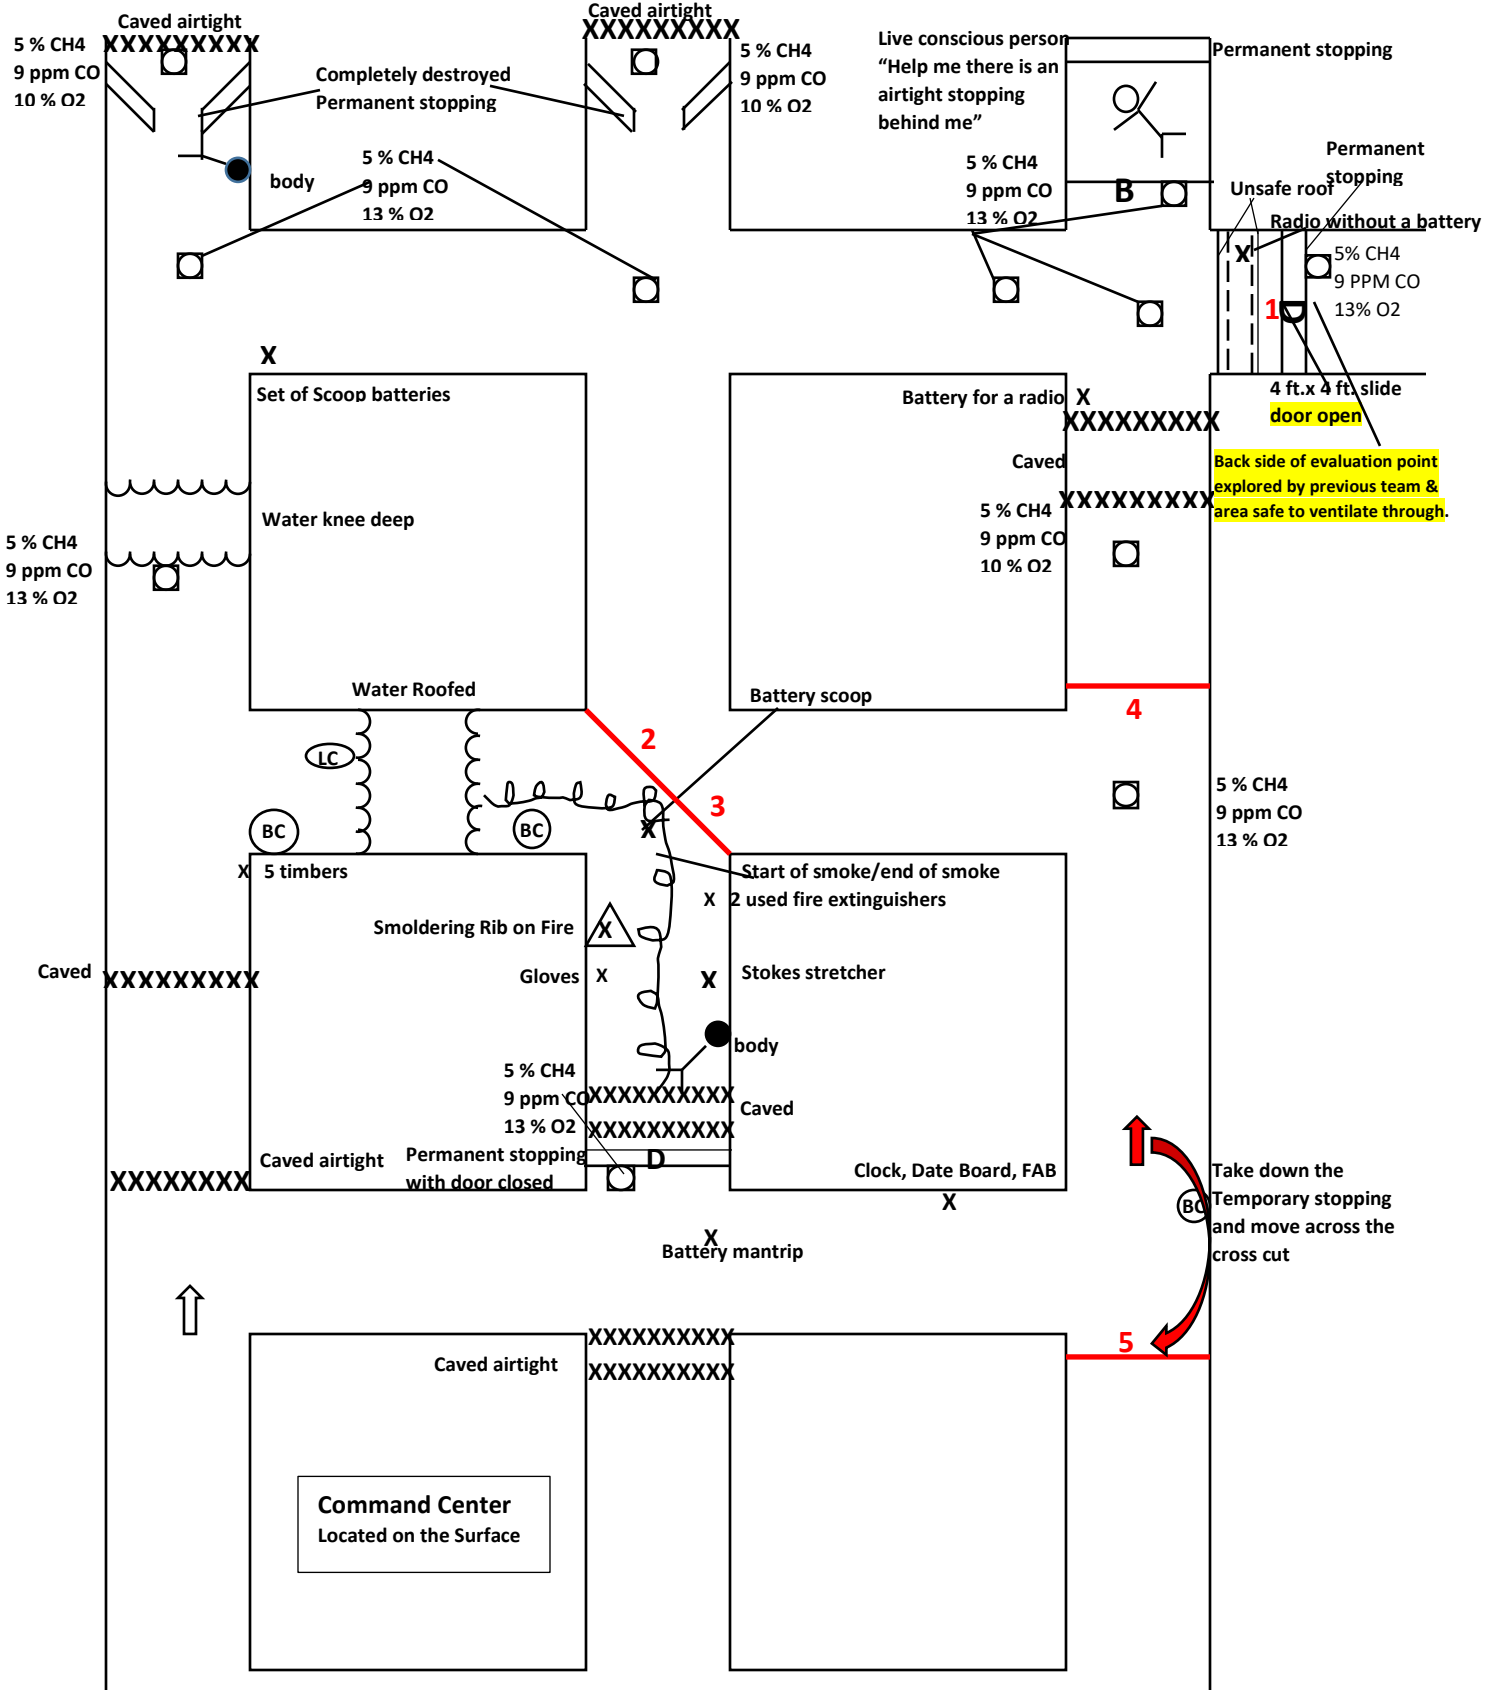 Caved airtight
XXXXXXXXX
5 % CH4
9 ppm CO
10 % O2
Completely destroyed
Permanent stopping
Caved airtight
XXXXXXXXX
5 % CH4
9 ppm CO
10 % O2
Live conscious person
“Help me there is an
airtight stopping
behind me”
Permanent stopping
body
5 % CH4
9 ppm CO
13 % O2
5 % CH4
9 ppm CO
13 % O2
B
Permanent
stopping
Unsafe roof
Radio without a battery
X
5% CH4
9 PPM CO
13% O2
1
D
4 ft.x 4 ft. slide
door open
Back side of evaluation point
explored by previous team &
area safe to ventilate through.
X
Set of Scoop batteries
Battery for a radio X
XXXXXXXXX
Caved
XXXXXXXXX
5 % CH4
9 ppm CO
10 % O2
Water knee deep
5 % CH4
9 ppm CO
13 % O2
Water Roofed
Battery scoop
2
3
4
LC
BC
BC
X
5 % CH4
9 ppm CO
13 % O2
X 5 timbers
Start of smoke/end of smoke
X 2 used fire extinguishers
Smoldering Rib on Fire
X
Gloves X
X Stokes stretcher
Caved XXXXXXXXX
body
5 % CH4
9 ppm CO
13 % O2
XXXXXXXXXX
Caved
XXXXXXXXXX
Permanent stopping
with door closed
D
Caved airtight
XXXXXXXX
Clock, Date Board, FAB
X
BC
Take down the
Temporary stopping
and move across the
cross cut
X
Battery mantrip
XXXXXXXXXX
Caved airtight
XXXXXXXXXX
5
Command Center
Located on the Surface